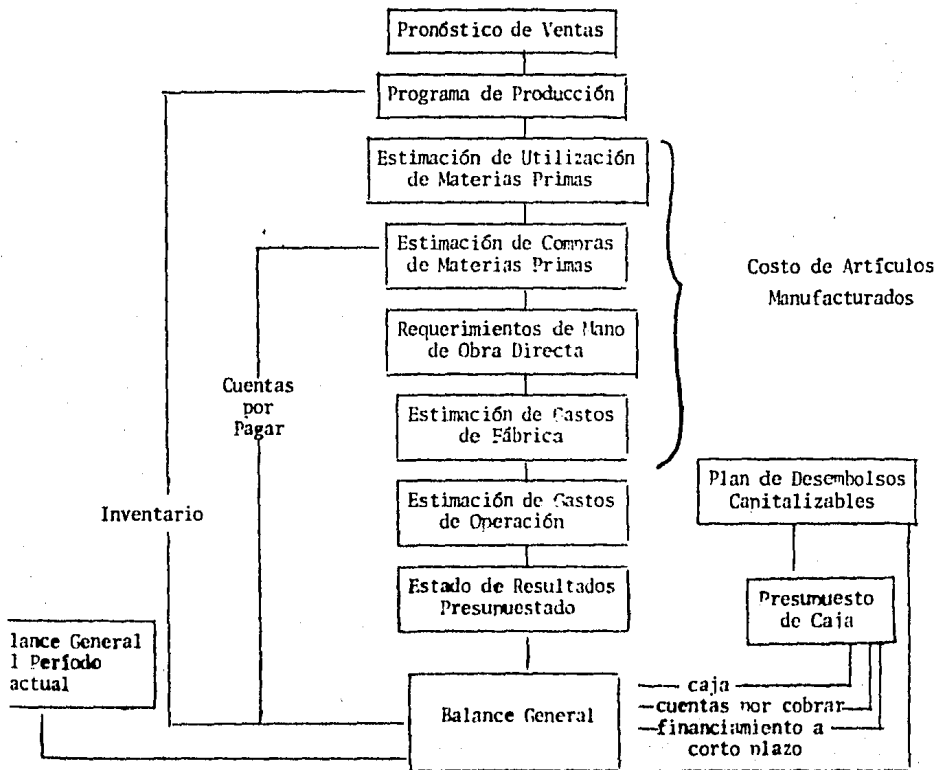 Pronóstico de Ventas
Programa de Producción
Estimación de Utilización
de Materias Primas
Estimación de Compras
de Materias Primas
Costo de Artículos
Manufacturados
Requerimientos de Mano
de Obra Directa
Cuentas
por
Pagar
Estimación de Gastos
de Fábrica
Plan de Desembolsos
Capitalizables
Inventario
Estimación de Gastos
de Operación
Estado de Resultados
Presupuestado
Presupuesto
de Caja
lance General
l Período
actual
Balance General
caja
cuentas por cobrar
financiamiento a
corto plazo